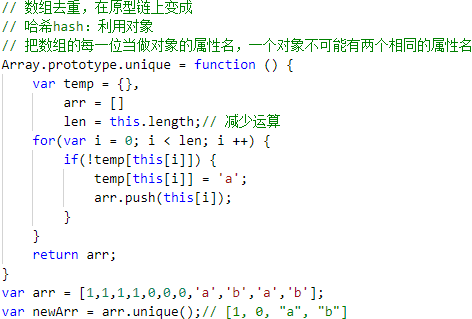 // 数组去重，在原型链上变成
// 哈希hash：利用对象
// 把数组的每一位当做对象的属性名，一个对象不可能有两个相同的属性名
Array.prototype.unique = function () {
    var temp = {},
        arr = []
        len = this.length;// 减少运算
    for(var i = 0; i < len; i ++) {
        if(!temp[this[i]]) {
            temp[this[i]] = 'a';
            arr.push(this[i]);
        }
    }
    return arr;
}
var arr = [1,1,1,1,0,0,0,'a','b','a','b'];
var newArr = arr.unique();// [1, 0, "a", "b"]